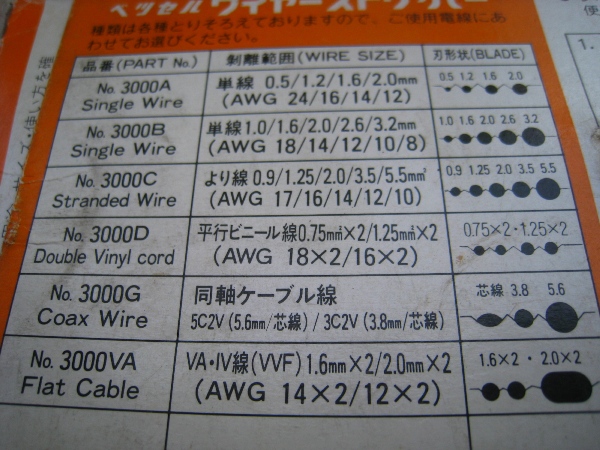 ベッセル ワイヤーストリッパー
種類は各種とりそろえておりますので、ご使用電線にあ
わせてお選びください。
品番(PART No.) 剥離範囲(WIRE SIZE) 刃形状(BLADE)
No. 3000A 単線 0.5/1.2/1.6/2.0mm 0.5 1.2 1.6 2.0
Single Wire (AWG 24/16/14/12)
No. 3000B 単線1.0/1.6/2.0/2.6/3.2mm 1.0 1.6 2.0 2.6 3.2
Single Wire (AWG 18/14/12/10/8)
No. 3000C より線 0.9/1.25/2.0/3.5/5.5mm² 0.9 1.25 2.0 3.5 5.5
Stranded Wire (AWG 17/16/14/12/10)
No. 3000D 平行ビニール線0.75mm²×2/1.25mm²×2 0.75×2・1.25×2
Double Vinyl cord (AWG 18×2/16×2)
No. 3000G 同軸ケーブル線 芯線 3.8 5.6
Coax Wire 5C2V (5.6mm/芯線) / 3C2V (3.8mm/芯線)
No. 3000VA VA・IV線(VVF) 1.6mm×2/2.0mm×2 1.6×2・2.0×2
Flat Cable (AWG 14×2/12×2)
1.